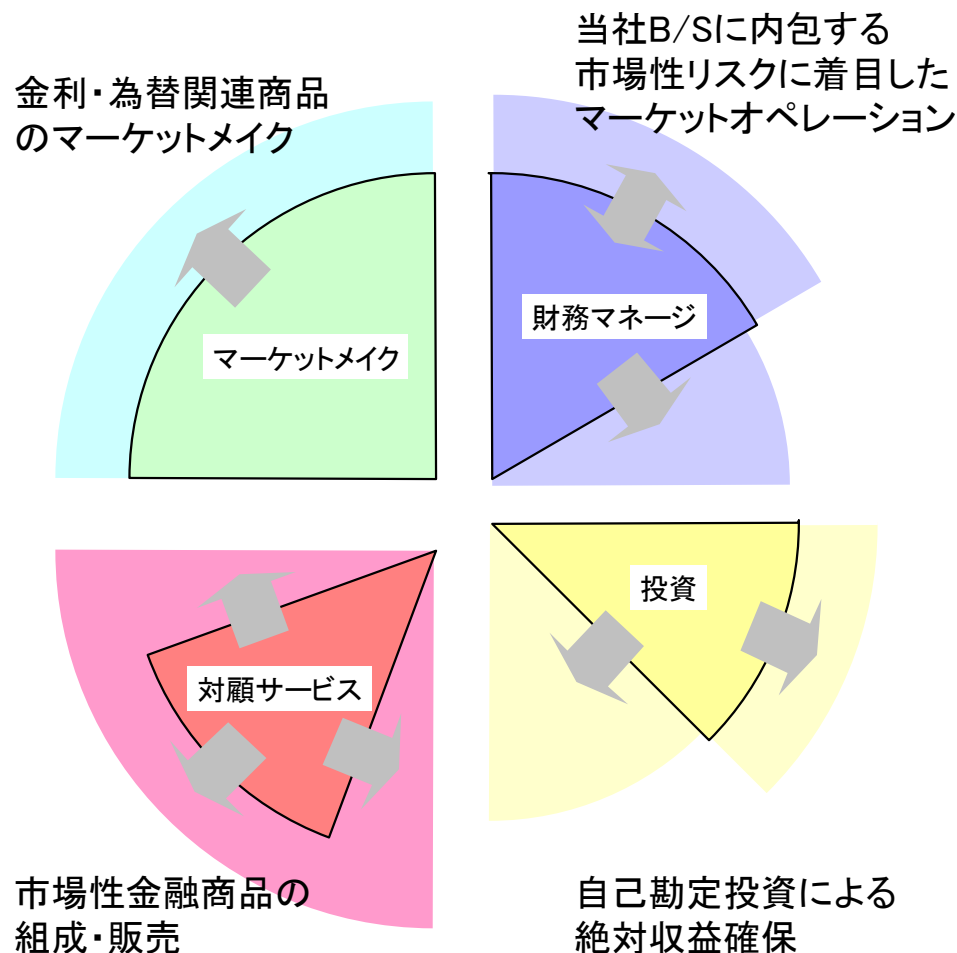 金利・為替関連商品
のマーケットメイク
当社B/Sに内包する
市場性リスクに着目した
マーケットオペレーション
マーケットメイク
財務マネージ
対顧サービス
投資
市場性金融商品の
組成・販売
自己勘定投資による
絶対収益確保